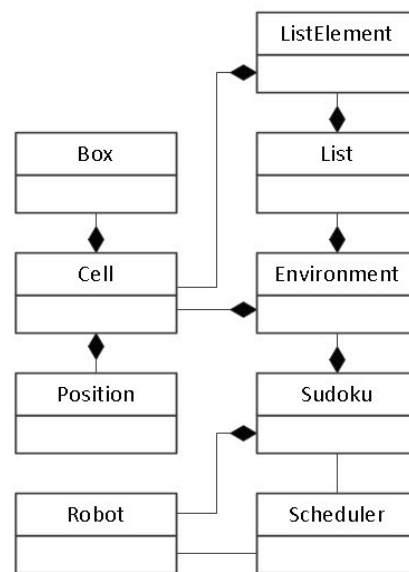 ListElement
Box
List
Cell
Environment
Position
Sudoku
Robot
Scheduler